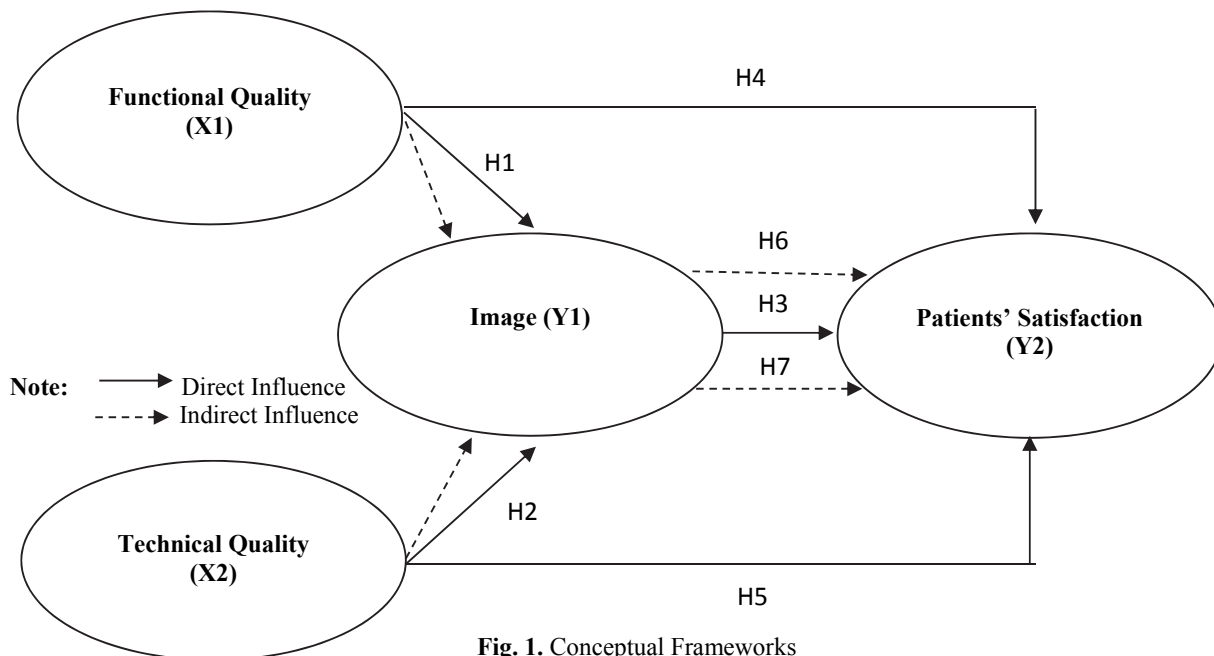 Functional Quality
(X1)
H4
H1
H6
Image (Y1)
H3
Patients’ Satisfaction
(Y2)
H7
Note:
Direct Influence
Indirect Influence
H2
Technical Quality
(X2)
H5
Fig. 1. Conceptual Frameworks